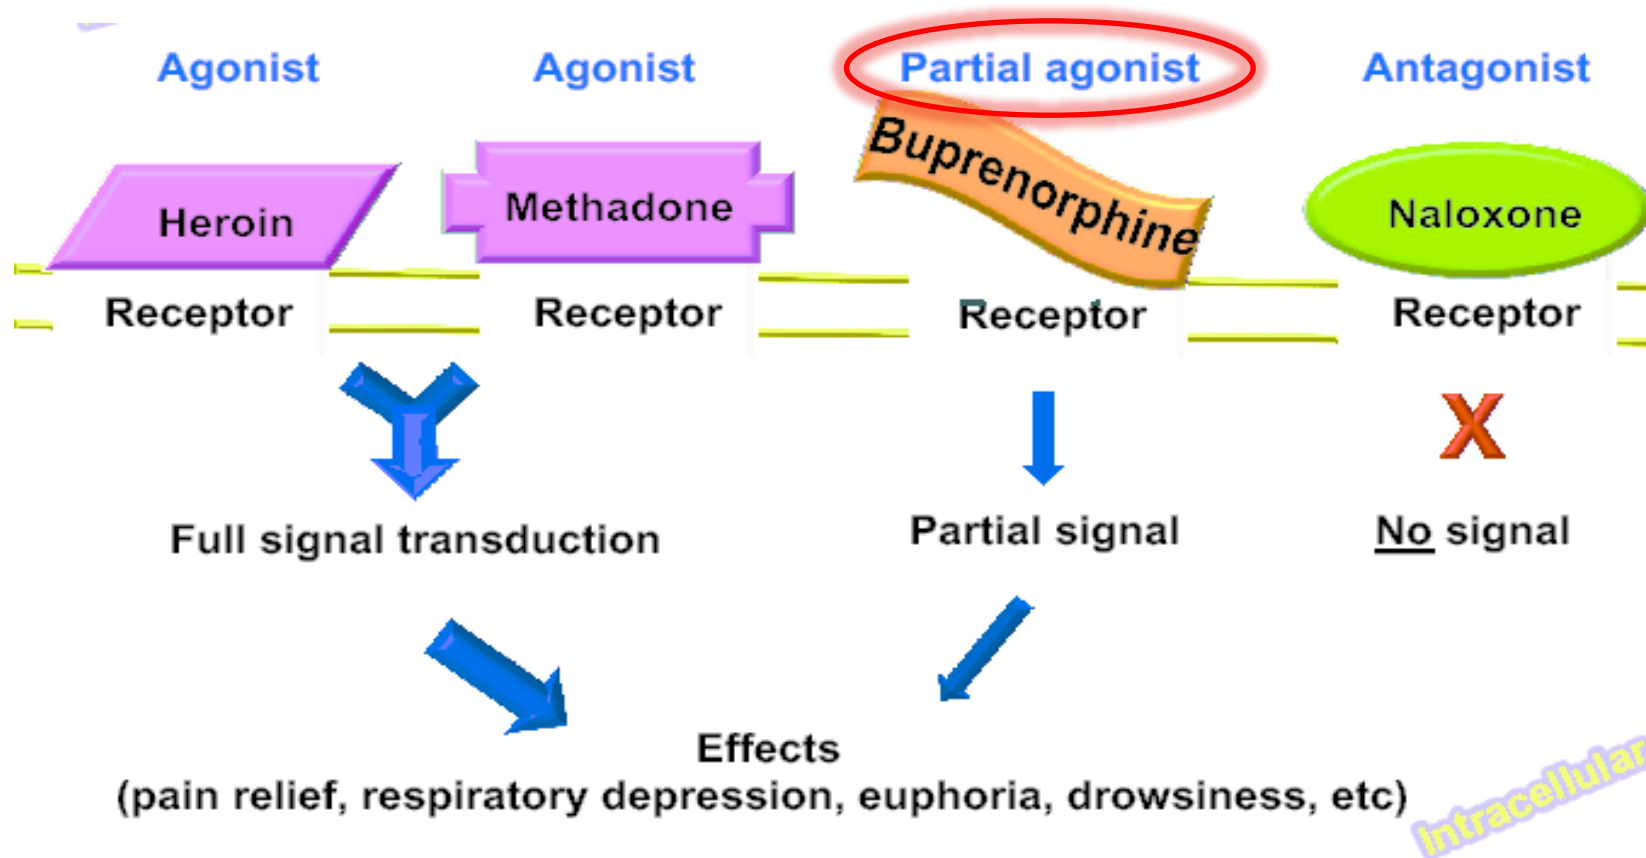 Agonist
Agonist
Partial agonist
Antagonist
Heroin
Methadone
Buprenorphine
Naloxone
Receptor
Receptor
Receptor
Receptor
X
Full signal transduction
Partial signal
No signal
Effects
(pain relief, respiratory depression, euphoria, drowsiness, etc)
Intracellular